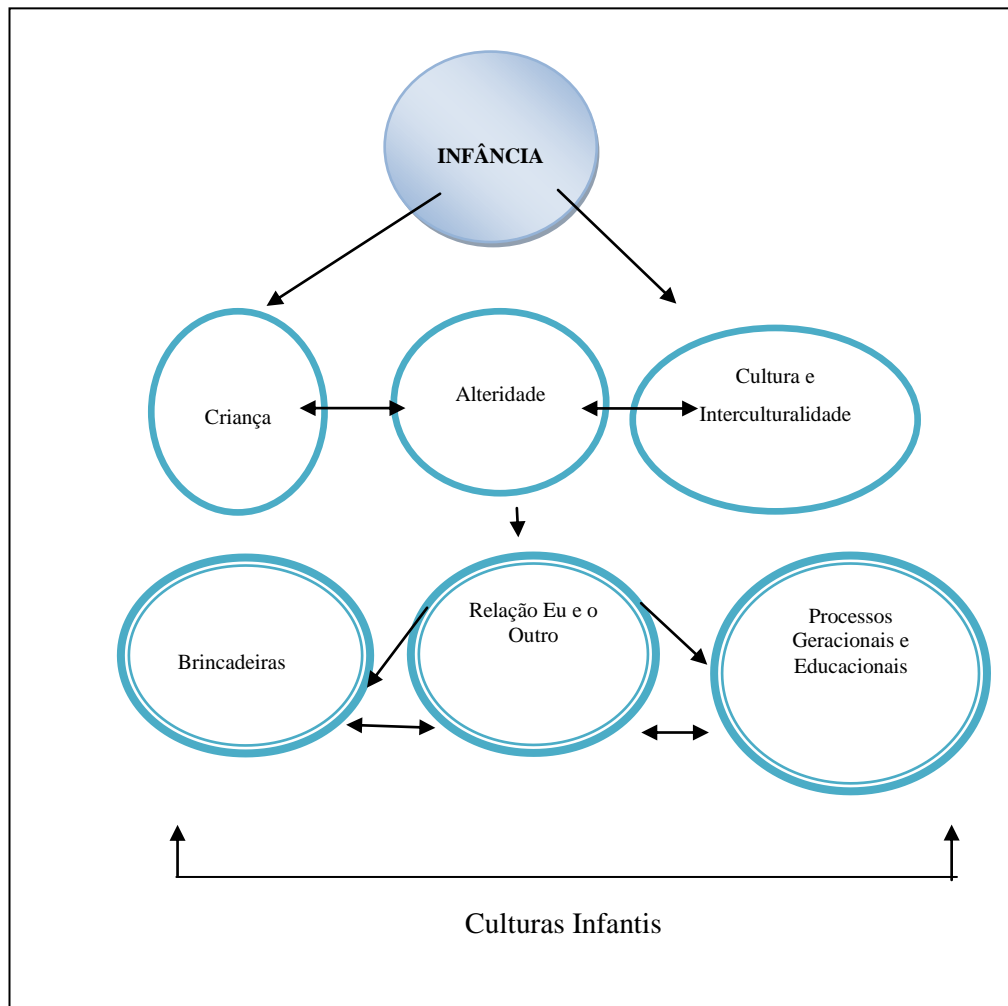 INFÂNCIA
Criança
Alteridade
Cultura e
Interculturalidade
Brincadeiras
Relação Eu e o
Outro
Processos
Geracionais e
Educacionais
Culturas Infantis